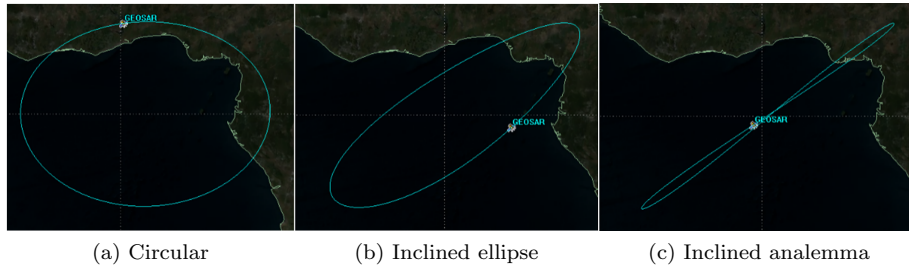 GEOSAR
GEOSAR
GEOSAR
(a) Circular
(b) Inclined ellipse
(c) Inclined analemma